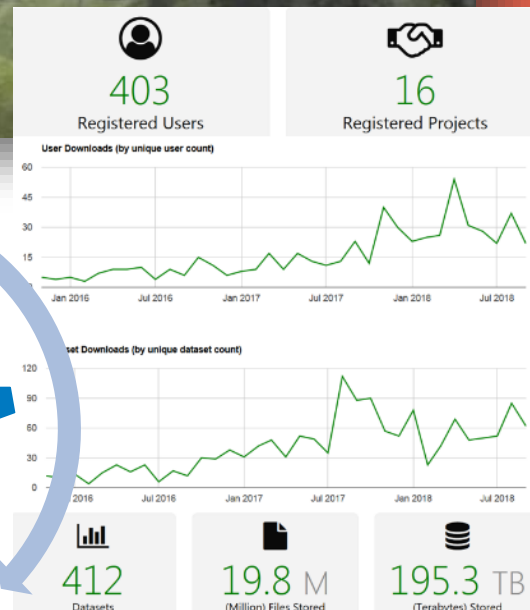 403
16
Registered Users
Registered Projects
User Downloads (by unique user count)
60
45
30
15
Jan 2016 Jul 2016 Jan 2017 Jul 2017 Jan 2018 Jul 2018
set Downloads (by unique dataset count)
120
90
60
30
0
2016 Jul 2016 Jan 2017 Jul 2017 Jan 2018 Jul 2018
412
19.8 M
195.3 TB
Datasets
(Million) Files Stored
(Terabytes) Stored